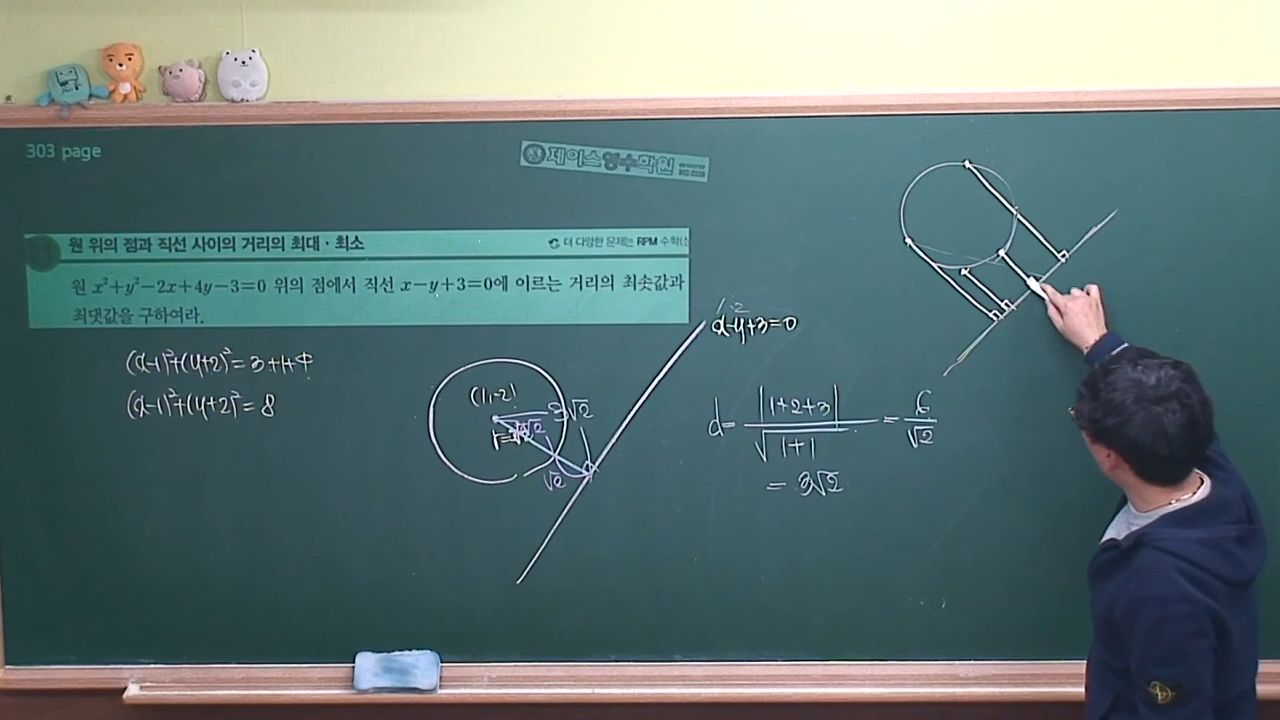 303 page
제이스영수학원
원 위의 점과 직선 사이의 거리의 최대·최소
더 다양한 문제는 RPM 수학(상
원 x²+y²−2x+4y−3=0 위의 점에서 직선 x−y+3=0에 이르는 거리의 최솟값과
최댓값을 구하여라.
(x-1)²+(y+2)²=3+1+4
(x-1)²+(y+2)²=8
x-y+3=0
(1,-2)
3√2
2√2
√2
d= |1+2+3| / √1+1 = 6/√2
= 3√2